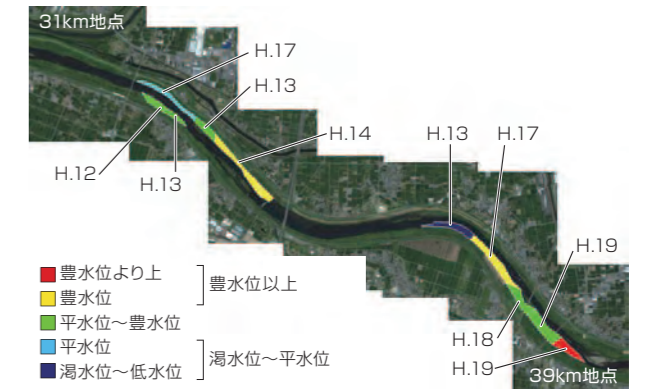 31km地点
H.17
H.13
H.14
H.13
H.17
H.12
H.13
H.19
豊水位より上
豊水位
豊水位以上
平水位～豊水位
平水位
渇水位～低水位
渇水位～平水位
H.18
H.19
39km地点